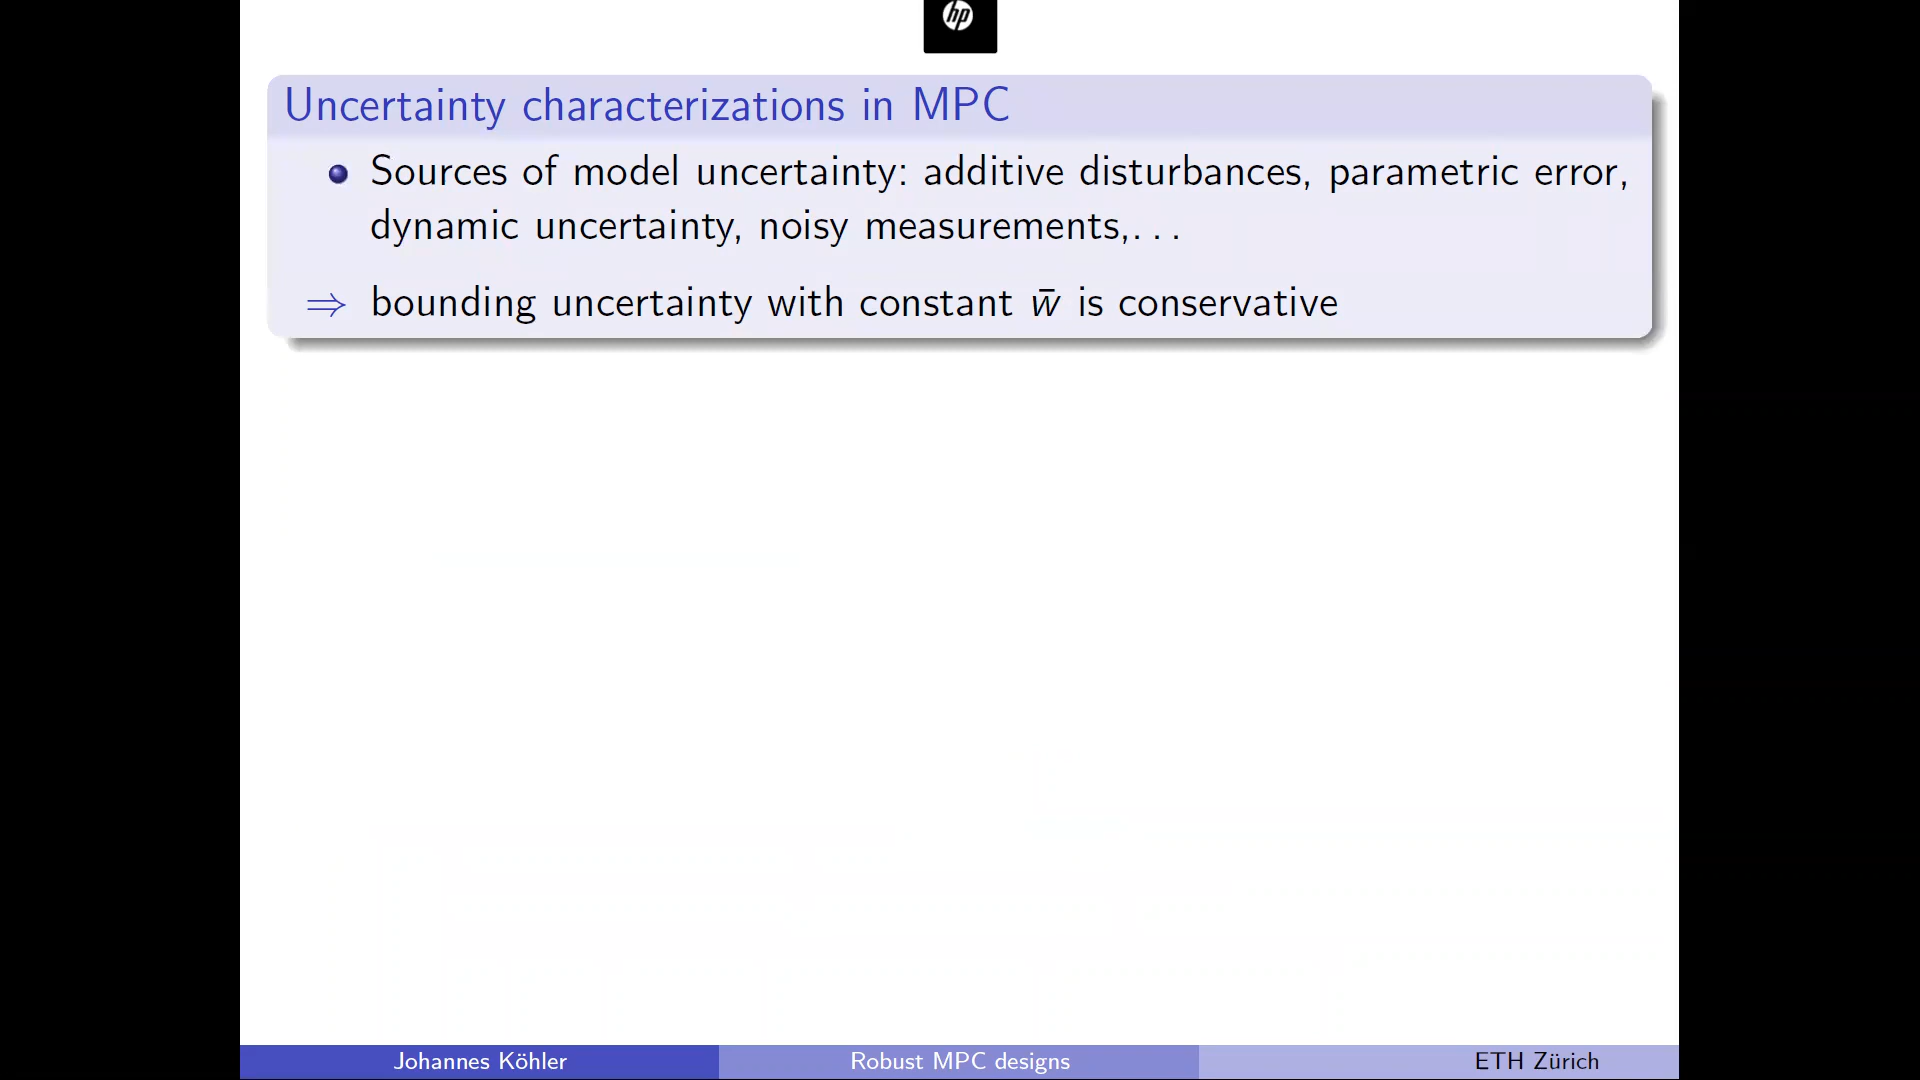 hp
Uncertainty characterizations in MPC
Sources of model uncertainty: additive disturbances, parametric error,
dynamic uncertainty, noisy measurements,...
⇒ bounding uncertainty with constant w̄ is conservative
Johannes Köhler Robust MPC designs ETH Zürich